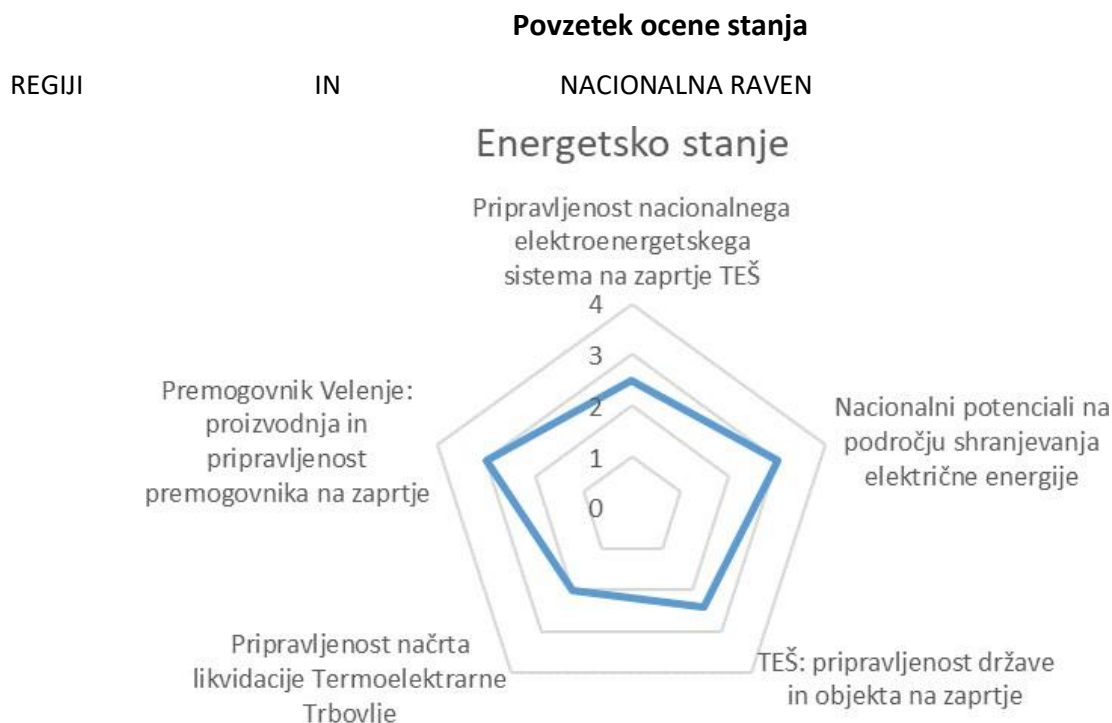 Povzetek ocene stanja
REGIJI IN NACIONALNA RAVEN
Energetsko stanje
Pripravljenost nacionalnega
elektroenergetskega
sistema na zaprtje TEŠ
4
3
2
1
0
Nacionalni potenciali na
področju shranjevanja
električne energije
TEŠ: pripravljenost države
in objekta na zaprtje
Pripravljenost načrta
likvidacije Termoelektrarne
Trbovlje
Premogovnik Velenje:
proizvodnja in
pripravljenost
premogovnika na zaprtje